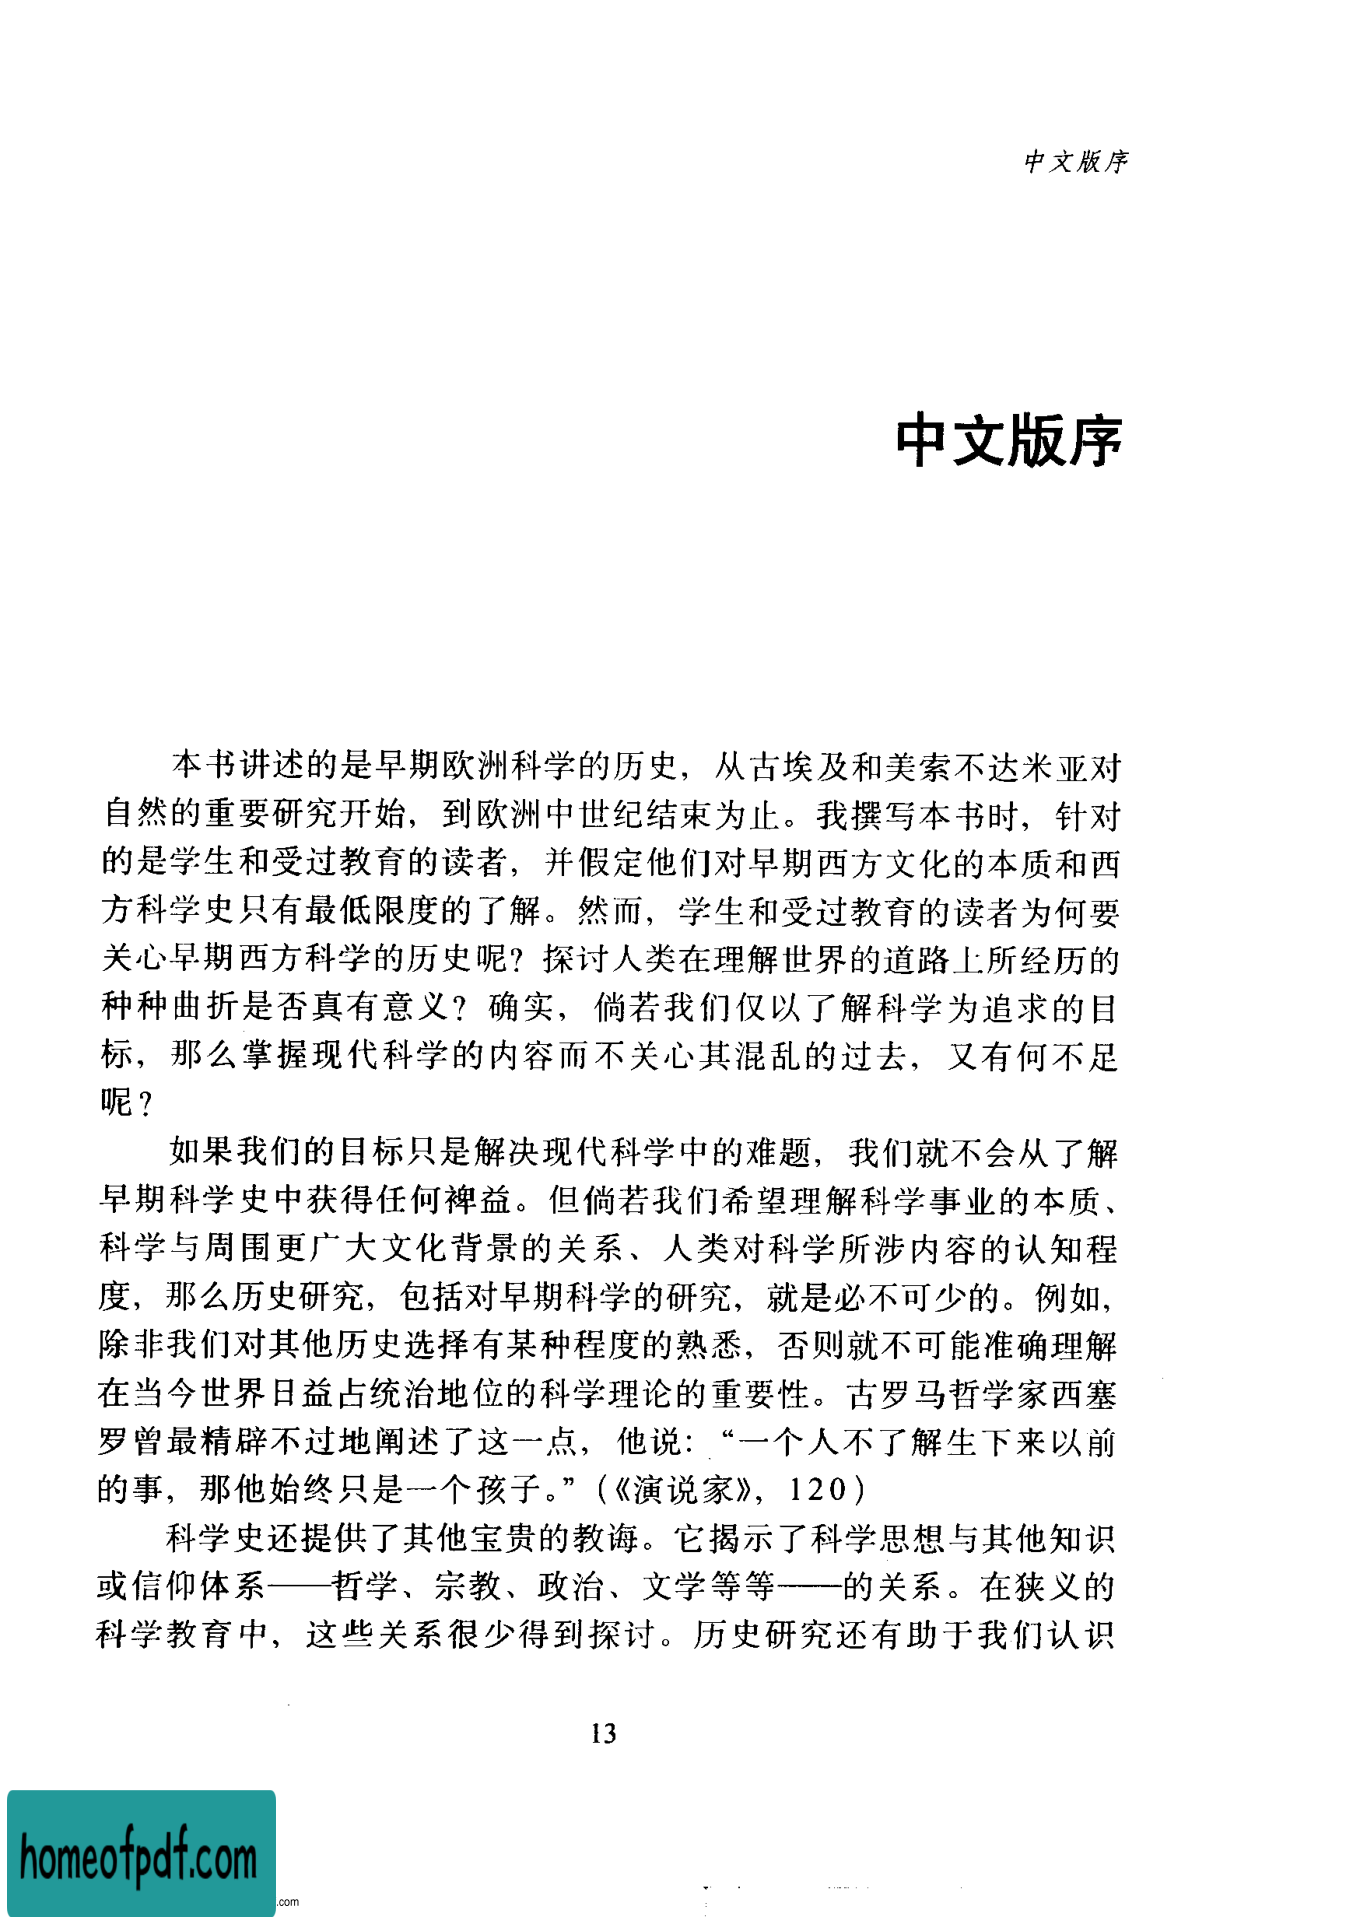 中文版序
中文版序
本书讲述的是早期欧洲科学的历史，从古埃及和美索不达米亚对
自然的重要研究开始，到欧洲中世纪结束为止。我撰写本书时，针对
的是学生和受过教育的读者，并假定他们对早期西方文化的本质和西
方科学史只有最低限度的了解。然而，学生和受过教育的读者为何要
关心早期西方科学的历史呢？探讨人类在理解世界的道路上所经历的
种种曲折是否真有意义？确实，倘若我们仅以了解科学为追求的目
标，那么掌握现代科学的内容而不关心其混乱的过去，又有何不足
呢？
如果我们的目标只是解决现代科学中的难题，我们就不会从了解
早期科学史中获得任何裨益。但倘若我们希望理解科学事业的本质、
科学与周围更广大文化背景的关系、人类对科学所涉内容的认知程
度，那么历史研究，包括对早期科学的研究，就是必不可少的。例如，
除非我们对其他历史选择有某种程度的熟悉，否则就不可能准确理解
在当今世界日益占统治地位的科学理论的重要性。古罗马哲学家西塞
罗曾最精辟不过地阐述了这一点，他说：“一个人不了解生下来以前
的事，那他始终只是一个孩子。”（《演说家》，120）
科学史还提供了其他宝贵的教诲。它揭示了科学思想与其他知识
或信仰体系——哲学、宗教、政治、文学等等——的关系。在狭义的
科学教育中，这些关系很少得到探讨。历史研究还有助于我们认识
13
homeofpdf.com
.com